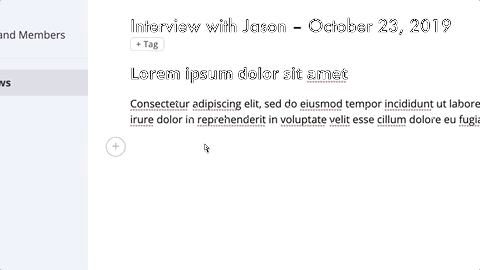 Interview with Jason – October 23, 2019
+ Tag
and Members
Lorem ipsum dolor sit amet
ws
Consectetur adipiscing elit, sed do eiusmod tempor incididunt ut labore
irure dolor in reprehenderit in voluptate velit esse cillum dolore eu fugia
+